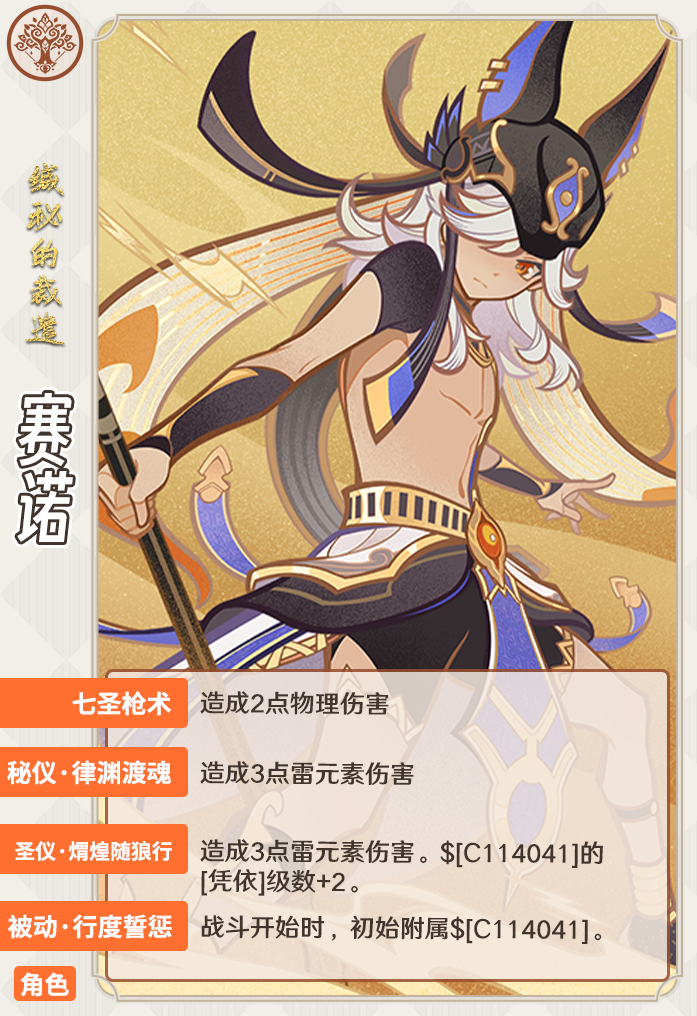 缄秘的裁遣
赛诺
七圣枪术
造成2点物理伤害
秘仪·律渊渡魂
造成3点雷元素伤害
圣仪·煟煌随狼行
造成3点雷元素伤害。$[C114041]的
[凭依]级数+2。
被动·行度誓惩
战斗开始时，初始附属$[C114041]。
角色